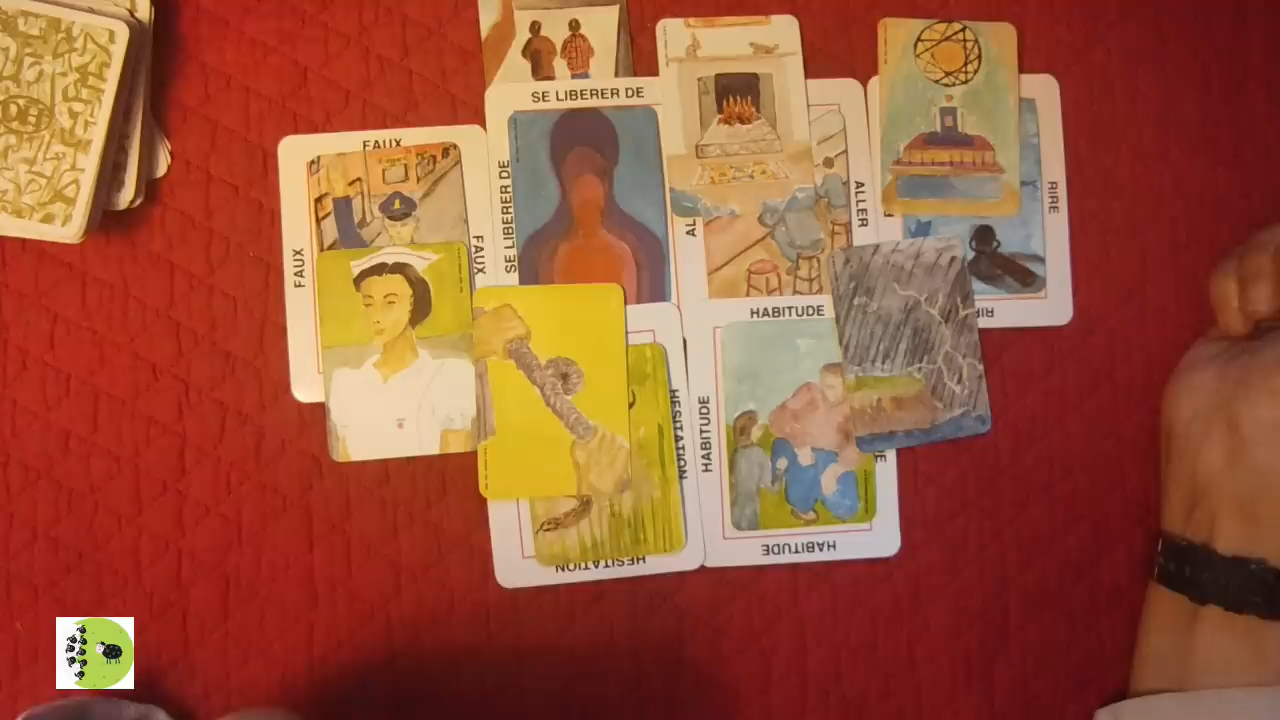 SE LIBERER DE
SE LIBERER DE
FAUX
FAUX
FAUX
AL
ALLER
RIRE
HABITUDE
HABITUDE
HABITUDE
HESITATION
HESITATION